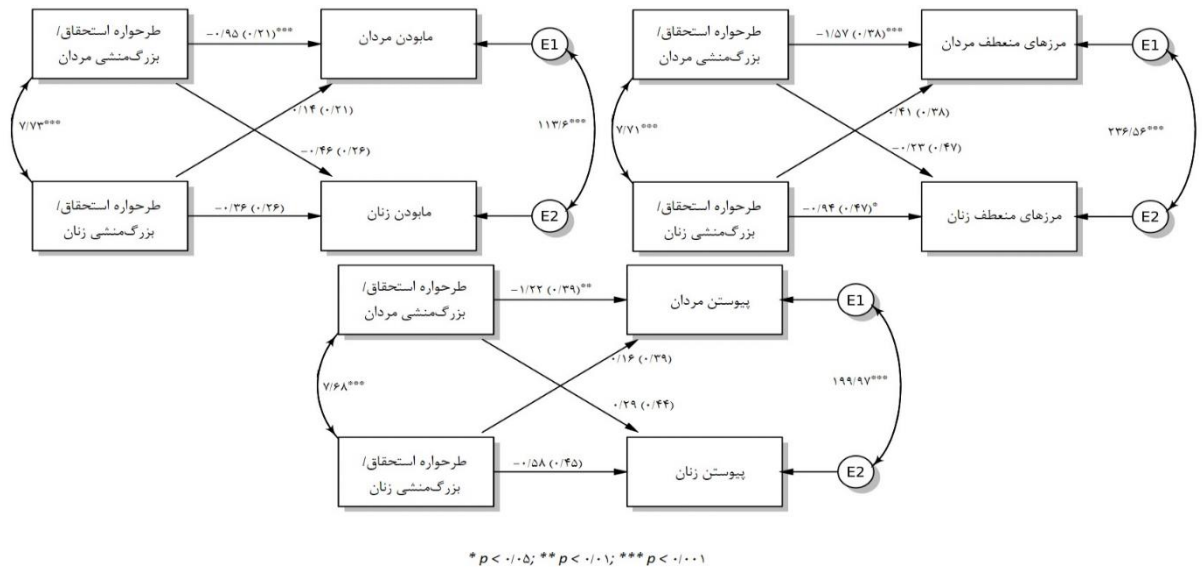 طرحواره استحقاق/
بزرگ‌منشی مردان
−۰/۹۵ (۰/۲۱)***
مابودن مردان
E1
۷/۷۳***
۰/۱۴ (۰/۲۱)
−۰/۴۶ (۰/۲۶)
۱۱۳/۶***
طرحواره استحقاق/
بزرگ‌منشی زنان
−۰/۳۶ (۰/۲۶)
مابودن زنان
E2
طرحواره استحقاق/
بزرگ‌منشی مردان
−۱/۵۷ (۰/۳۸)***
مرزهای منعطف مردان
E1
۷/۷۱***
۰/۴۱ (۰/۳۸)
−۰/۲۳ (۰/۴۷)
۲۳۶/۵۶***
طرحواره استحقاق/
بزرگ‌منشی زنان
−۰/۹۴ (۰/۴۷)*
مرزهای منعطف زنان
E2
طرحواره استحقاق/
بزرگ‌منشی مردان
−۱/۲۲ (۰/۳۹)**
پیوستن مردان
E1
۷/۶۸***
۰/۱۶ (۰/۳۹)
۰/۲۹ (۰/۴۴)
۱۹۹/۹۷***
طرحواره استحقاق/
بزرگ‌منشی زنان
−۰/۵۸ (۰/۴۵)
پیوستن زنان
E2
* p < ۰/۰۵; ** p < ۰/۰۱; *** p < ۰/۰۰۱